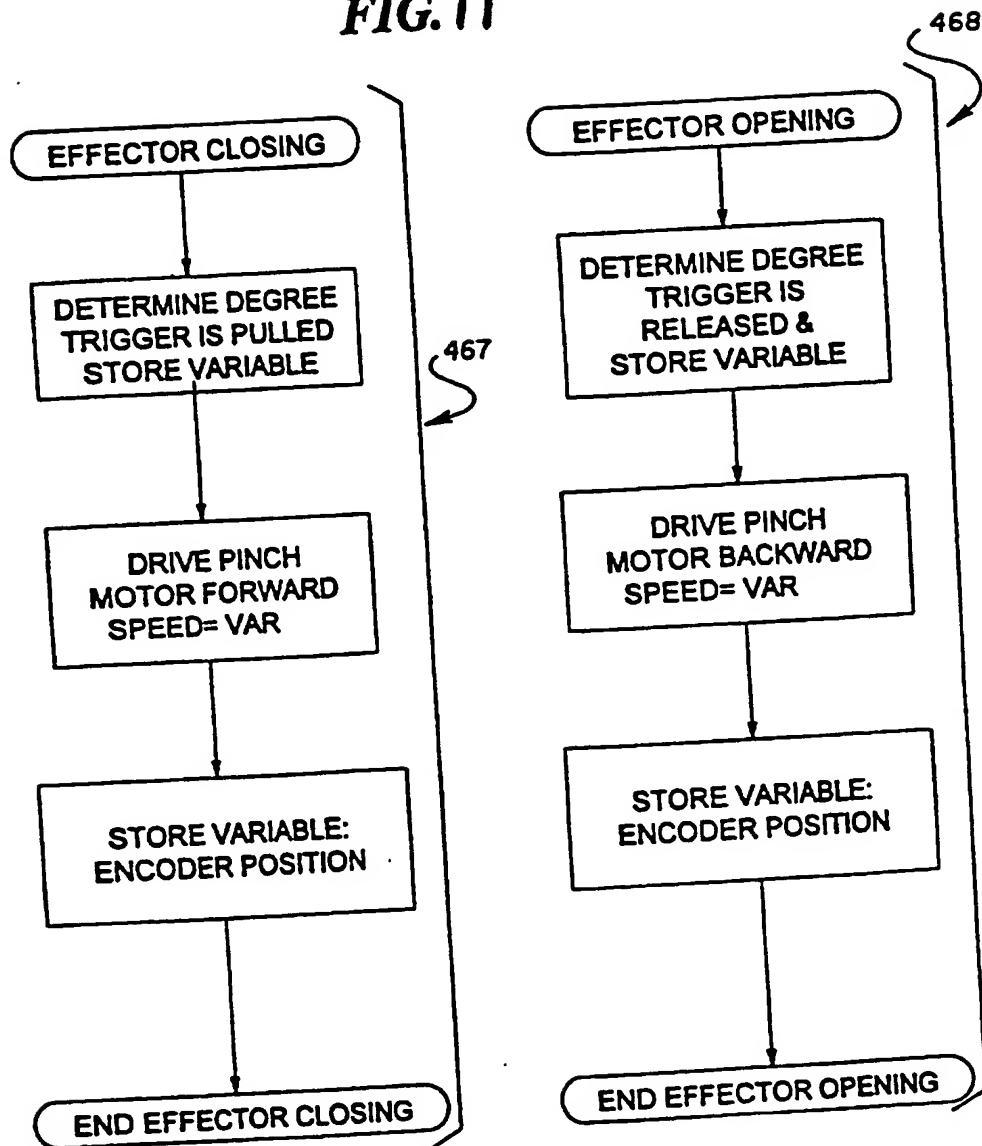 FIG. 11
468
EFFECTOR CLOSING
DETERMINE DEGREE
TRIGGER IS PULLED
STORE VARIABLE
467
DRIVE PINCH
MOTOR FORWARD
SPEED= VAR
STORE VARIABLE:
ENCODER POSITION
END EFFECTOR CLOSING
EFFECTOR OPENING
DETERMINE DEGREE
TRIGGER IS
RELEASED &
STORE VARIABLE
DRIVE PINCH
MOTOR BACKWARD
SPEED= VAR
STORE VARIABLE:
ENCODER POSITION
END EFFECTOR OPENING